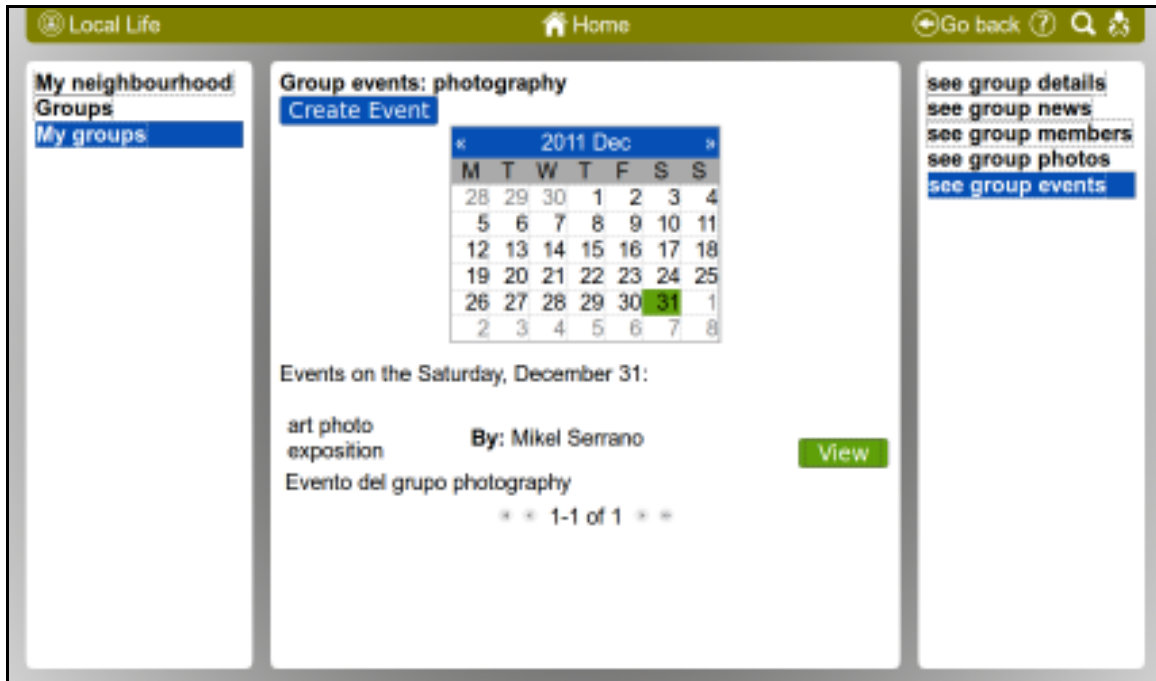 Local Life Home Go back ?
My neighbourhood
Groups
My groups
Group events: photography
Create Event
« 2011 Dec »
M T W T F S S
28 29 30 1 2 3 4
5 6 7 8 9 10 11
12 13 14 15 16 17 18
19 20 21 22 23 24 25
26 27 28 29 30 31 1
2 3 4 5 6 7 8
Events on the Saturday, December 31:
art photo
exposition
By: Mikel Serrano
View
Evento del grupo photography
1-1 of 1
see group details
see group news
see group members
see group photos
see group events